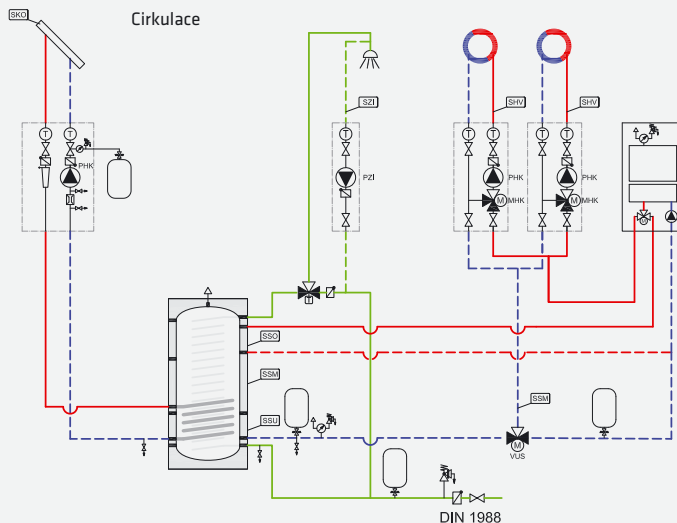 SKO
Cirkulace
SZI
SHV
SHV
T
T
T
T
T
T
T
PHK
PZI
PHK
PHK
M
MHK
M
MHK
SSO
SSM
SSM
SSU
M
VUS
DIN 1988